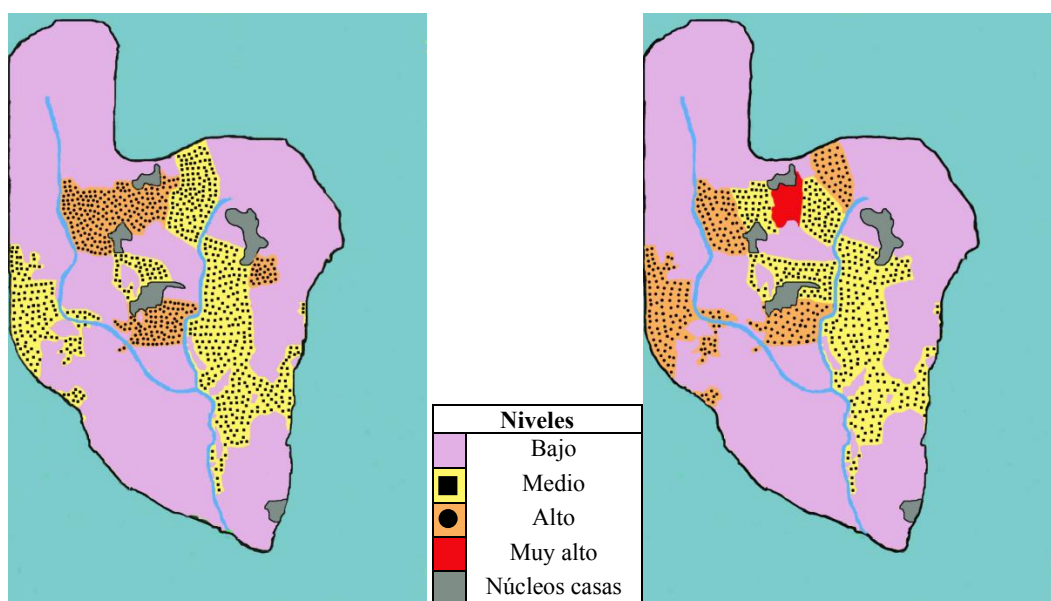 Niveles
Bajo
Medio
Alto
Muy alto
Núcleos casas